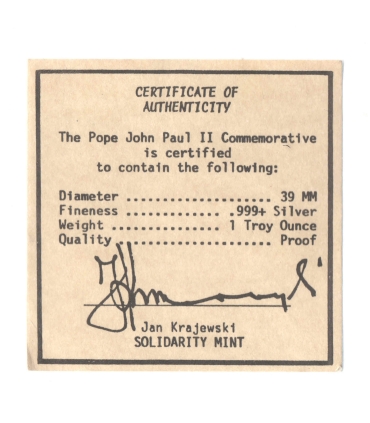 CERTIFICATE OF
AUTHENTICITY
The Pope John Paul II Commemorative
is certified
to contain the following:
Diameter ...................... 39 MM
Fineness ................ .999+ Silver
Weight ................. 1 Troy Ounce
Quality ........................ Proof
Jan Krajewski
SOLIDARITY MINT